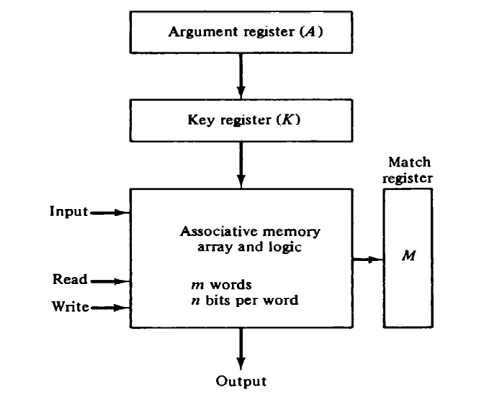 Argument register (A)
Key register (K)
Match
register
Input
Associative memory
array and logic
M
Read
m words
n bits per word
Write
Output